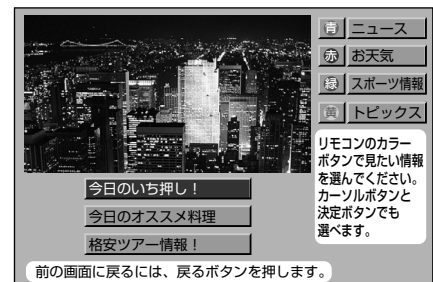 青 ニュース
赤 お天気
緑 スポーツ情報
黄 トピックス
リモコンのカラー
ボタンで見たい情報
を選んでください。
カーソルボタンと
決定ボタンでも
選べます。
今日のいち押し！
今日のオススメ料理
格安ツアー情報！
前の画面に戻るには、戻るボタンを押します。